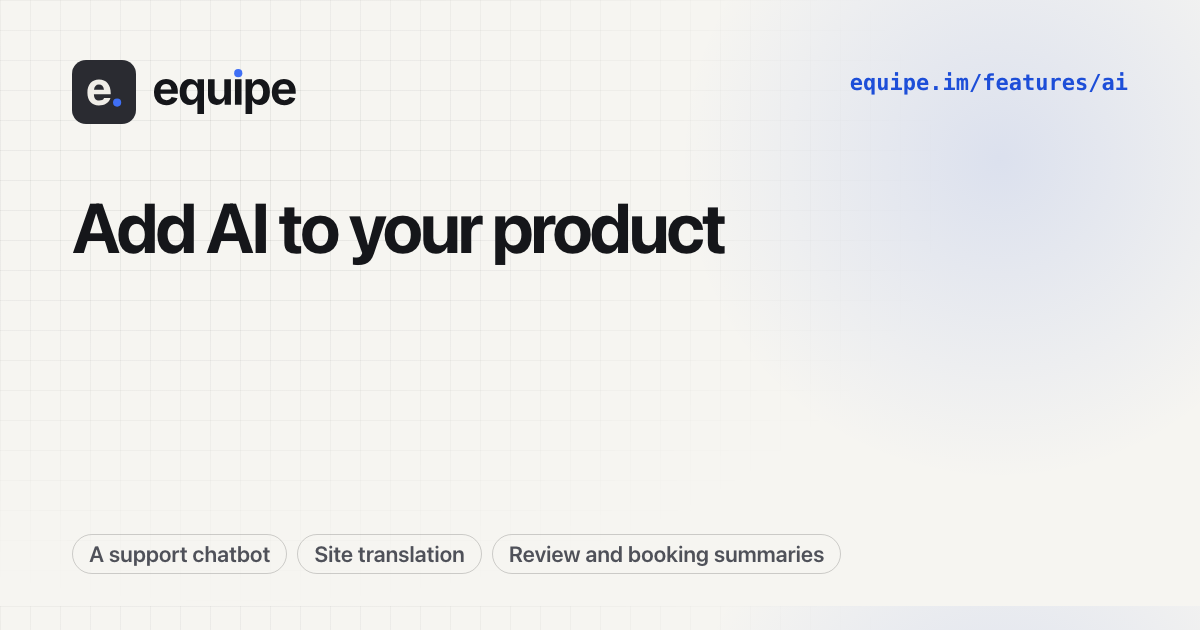 e. equipe
equipe.im/features/ai
Add AI to your product
A support chatbot
Site translation
Review and booking summaries